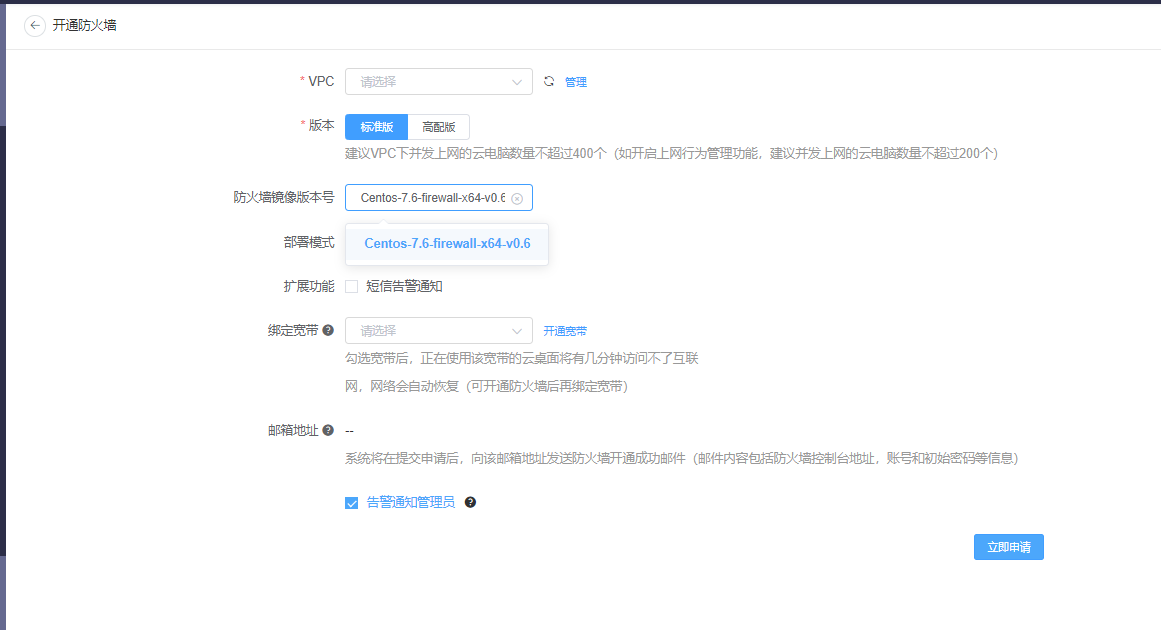 开通防火墙
* VPC 请选择 管理
* 版本 标准版 高配版
建议VPC下并发上网的云电脑数量不超过400个（如开启上网行为管理功能，建议并发上网的云电脑数量不超过200个）
防火墙镜像版本号 Centos-7.6-firewall-x64-v0.6
部署模式 Centos-7.6-firewall-x64-v0.6
扩展功能 短信告警通知
绑定宽带 ? 请选择 开通宽带
勾选宽带后，正在使用该宽带的云桌面将有几分钟访问不了互联
网，网络会自动恢复（可开通防火墙后再绑定宽带）
邮箱地址 ? --
系统将在提交申请后，向该邮箱地址发送防火墙开通成功邮件（邮件内容包括防火墙控制台地址，账号和初始密码等信息）
告警通知管理员 ?
立即申请